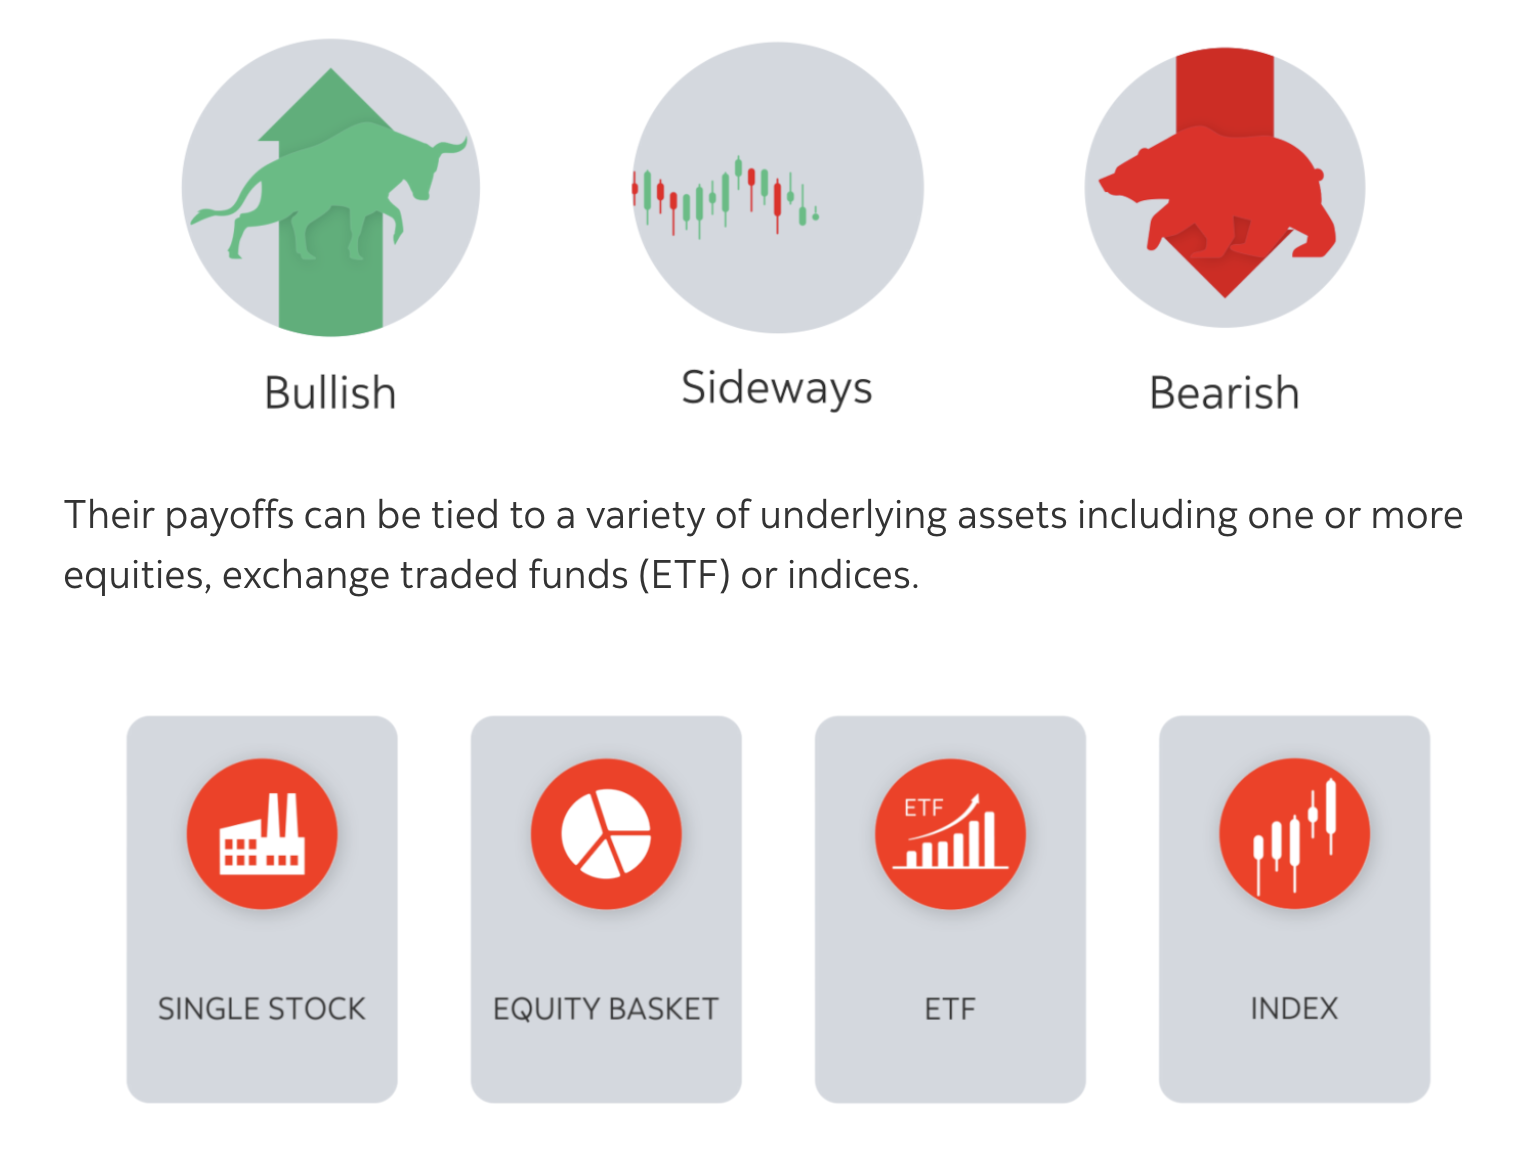 Bullish
Sideways
Bearish
Their payoffs can be tied to a variety of underlying assets including one or more
equities, exchange traded funds (ETF) or indices.
ETF
SINGLE STOCK
EQUITY BASKET
ETF
INDEX